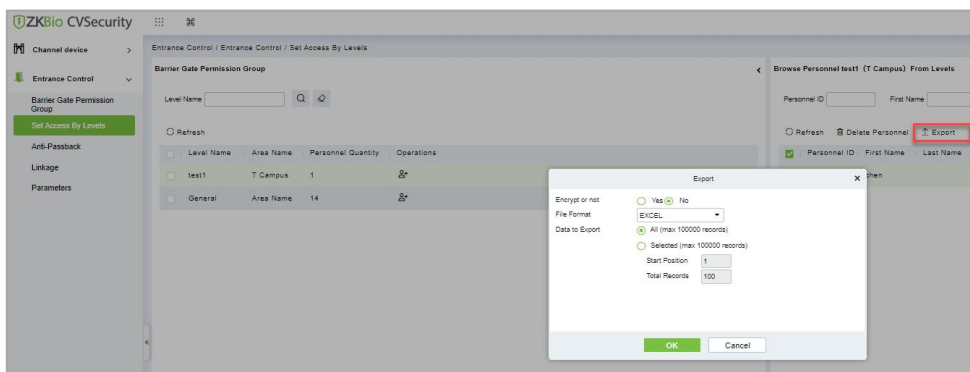 ZKBio CVSecurity
Channel device
Entrance Control
Barrier Gate Permission
Group
Set Access By Levels
Anti-Passback
Linkage
Parameters
Entrance Control / Entrance Control / Set Access By Levels
Barrier Gate Permission Group
Level Name
Refresh
Level Name Area Name Personnel Quantity Operations
test1 T Campus 1
General Area Name 14
Browse Personnel test1 (T Campus) From Levels
Personnel ID First Name
Refresh Delete Personnel Export
Personnel ID First Name Last Name
Export
Encrypt or not Yes No
File Format EXCEL
Data to Export All (max 100000 records)
Selected (max 100000 records)
Start Position 1
Total Records 100
OK Cancel